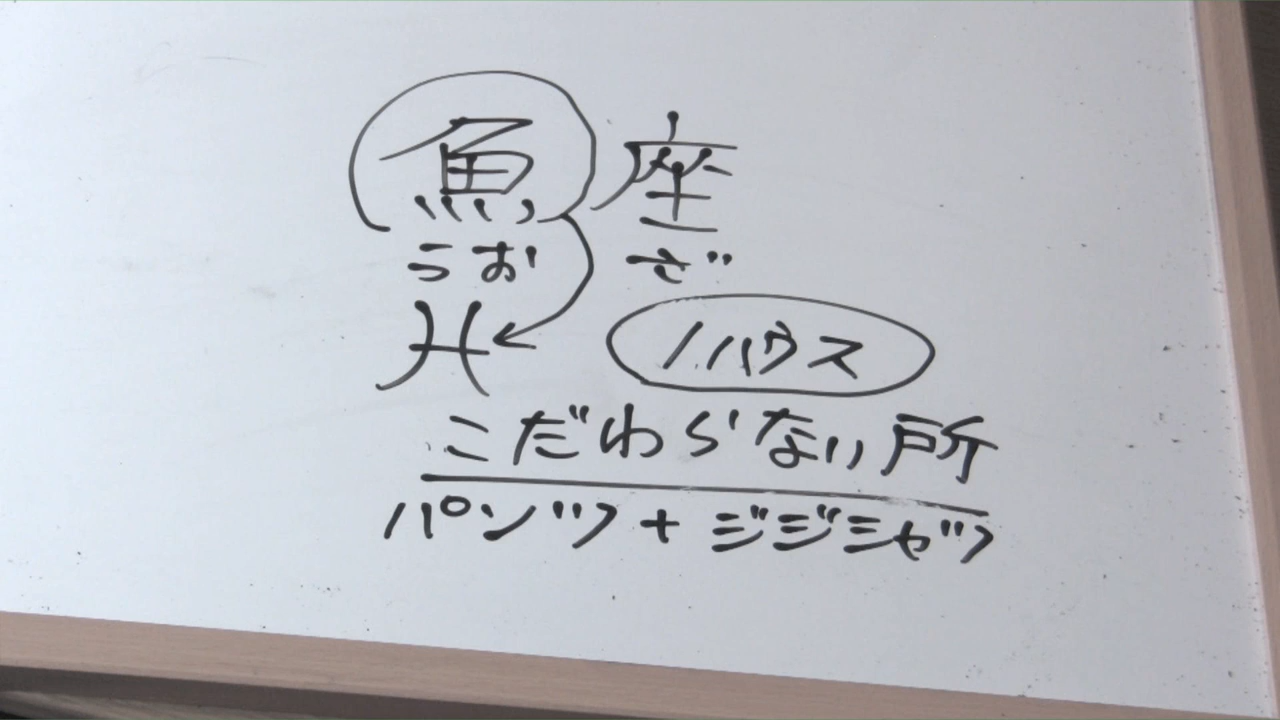 魚座
うお ざ
♓
ハウス
こだわらない所
パンツ+ジジシャツ